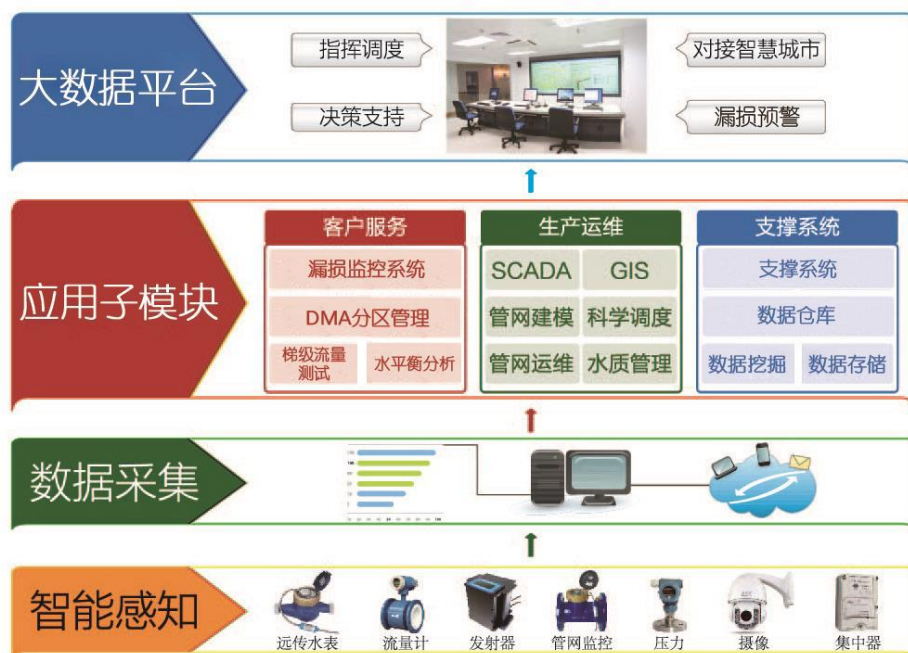 大数据平台
指挥调度
对接智慧城市
决策支持
漏损预警
应用子模块
客户服务
漏损监控系统
DMA分区管理
梯级流量
测试
水平衡分析
生产运维
SCADA
GIS
管网建模
科学调度
管网运维
水质管理
支撑系统
支撑系统
数据仓库
数据挖掘
数据存储
数据采集
智能感知
远传水表
流量计
发射器
管网监控
压力
摄像
集中器